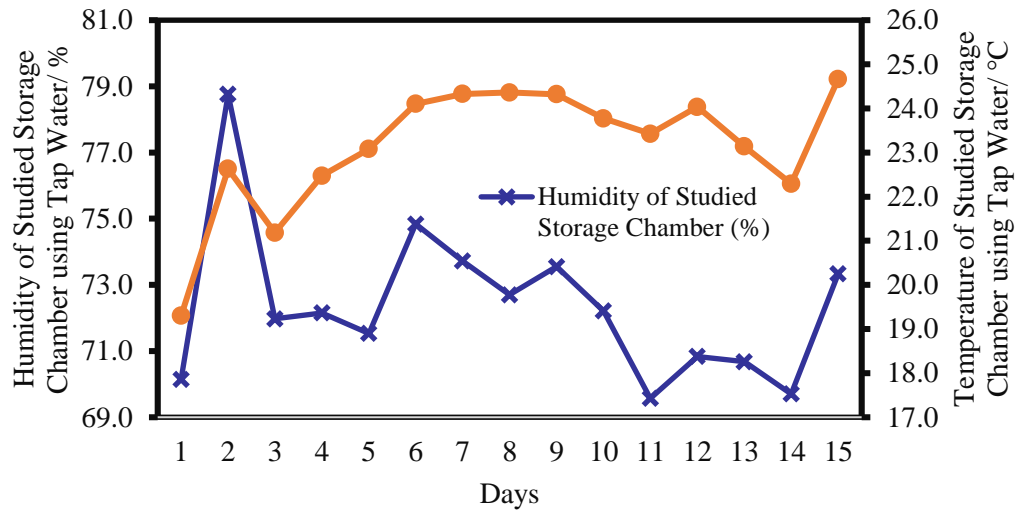 Humidity of Studied Storage
Chamber using Tap Water/ %
81.0
79.0
77.0
75.0
73.0
71.0
69.0
Humidity of Studied
Storage Chamber (%)
26.0
25.0
24.0
23.0
22.0
21.0
20.0
19.0
18.0
17.0
Temperature of Studied Storage
Chamber using Tap Water/ °C
1 2 3 4 5 6 7 8 9 10 11 12 13 14 15
Days